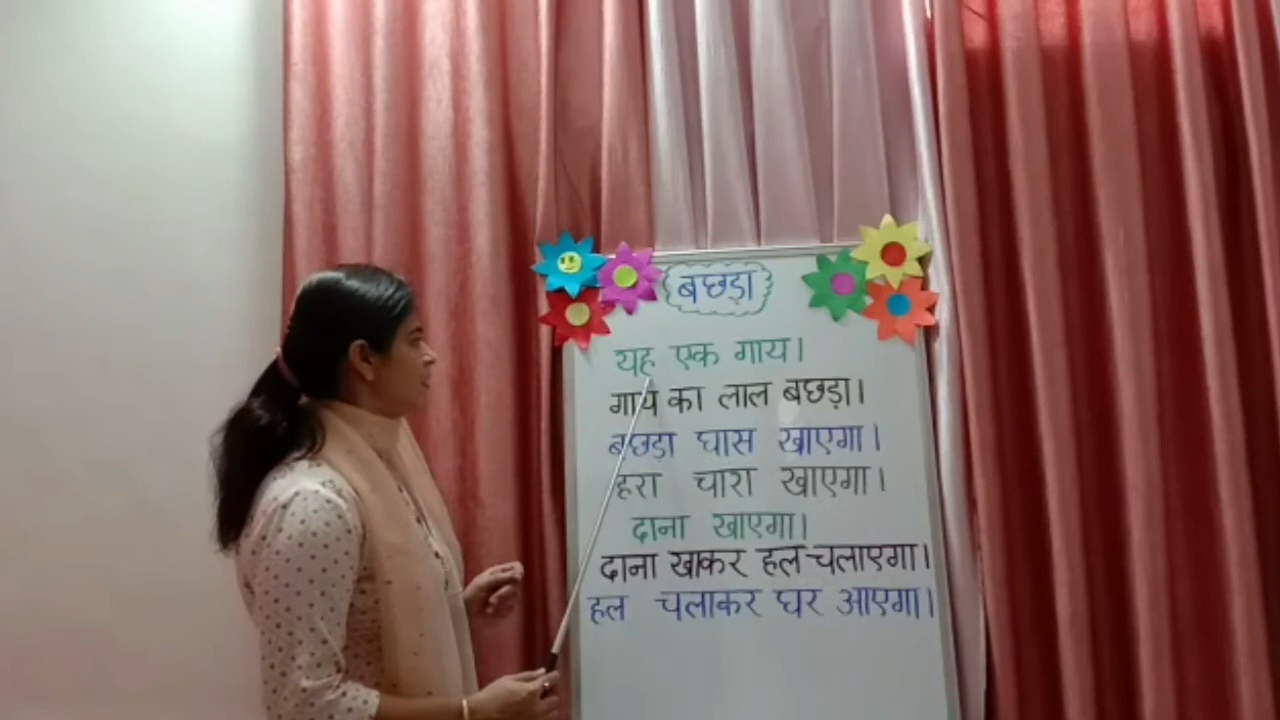 बछड़ा
यह एक गाय।
गाय का लाल बछड़ा।
बछड़ा घास खाएगा।
हरा चारा खाएगा।
दाना खाएगा।
दाना खाकर हल चलाएगा।
हल चलाकर घर आएगा।